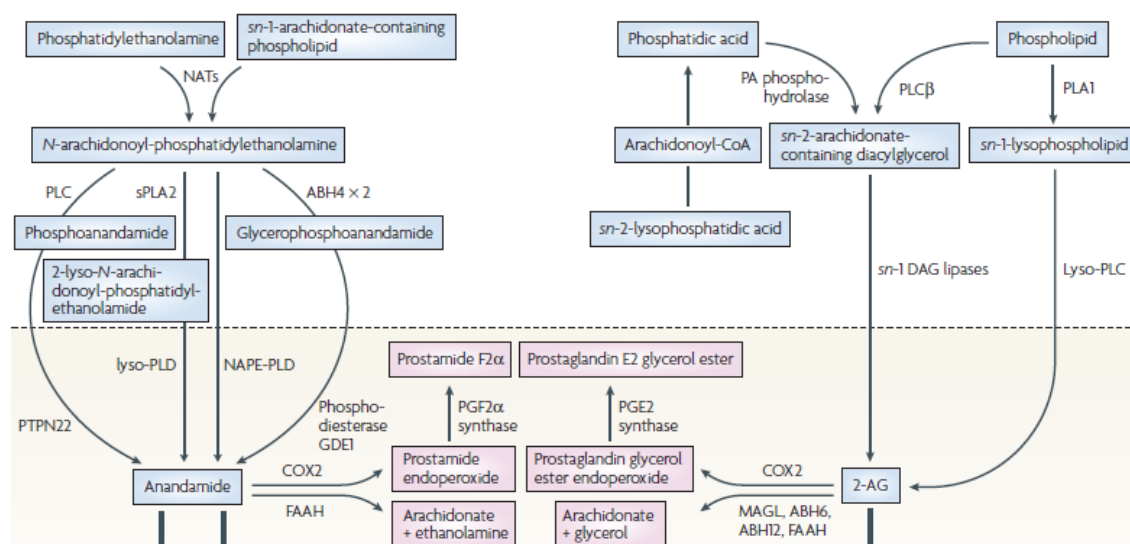 Phosphatidylethanolamine
sn-1-arachidonate-containing
phospholipid
NATs
N-arachidonoyl-phosphatidylethanolamine
PLC
sPLA2
ABH4 × 2
Phosphoanandamide
Glycerophosphoanandamide
2-lyso-N-arachi-
donoyl-phosphatidyl-
ethanolamide
lyso-PLD
NAPE-PLD
PTPN22
Phospho-
diesterase
GDE1
Anandamide
COX2
FAAH
Prostamide F2α
PGF2α
synthase
Prostamide
endoperoxide
Arachidonate
+ ethanolamine
Phosphatidic acid
PA phospho-
hydrolase
Arachidonoyl-CoA
sn-2-lysophosphatidic acid
Phospholipid
PLCβ
PLA1
sn-2-arachidonate-
containing diacylglycerol
sn-1-lysophospholipid
sn-1 DAG lipases
Lyso-PLC
Prostaglandin E2 glycerol ester
PGE2
synthase
Prostaglandin glycerol
ester endoperoxide
Arachidonate
+ glycerol
COX2
MAGL, ABH6,
ABH12, FAAH
2-AG